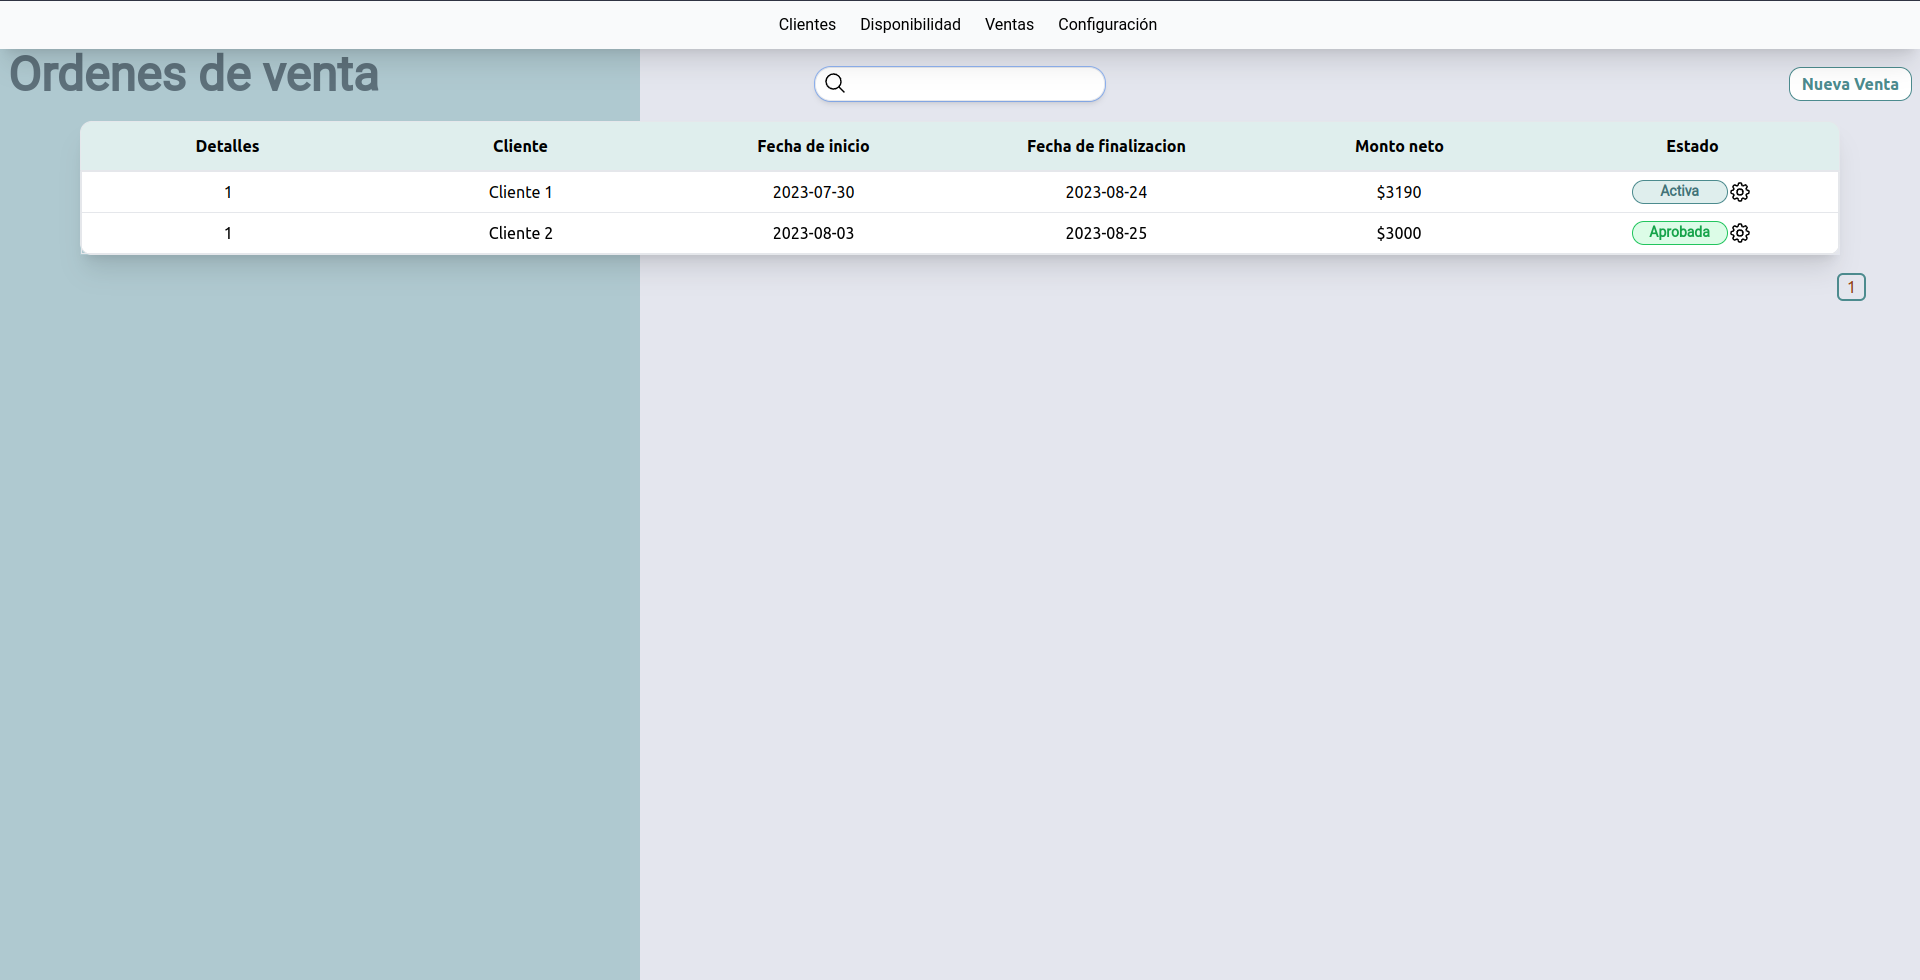 Clientes Disponibilidad Ventas Configuración
Ordenes de venta
Nueva Venta
Detalles Cliente Fecha de inicio Fecha de finalizacion Monto neto Estado
1 Cliente 1 2023-07-30 2023-08-24 $3190 Activa
1 Cliente 2 2023-08-03 2023-08-25 $3000 Aprobada
1